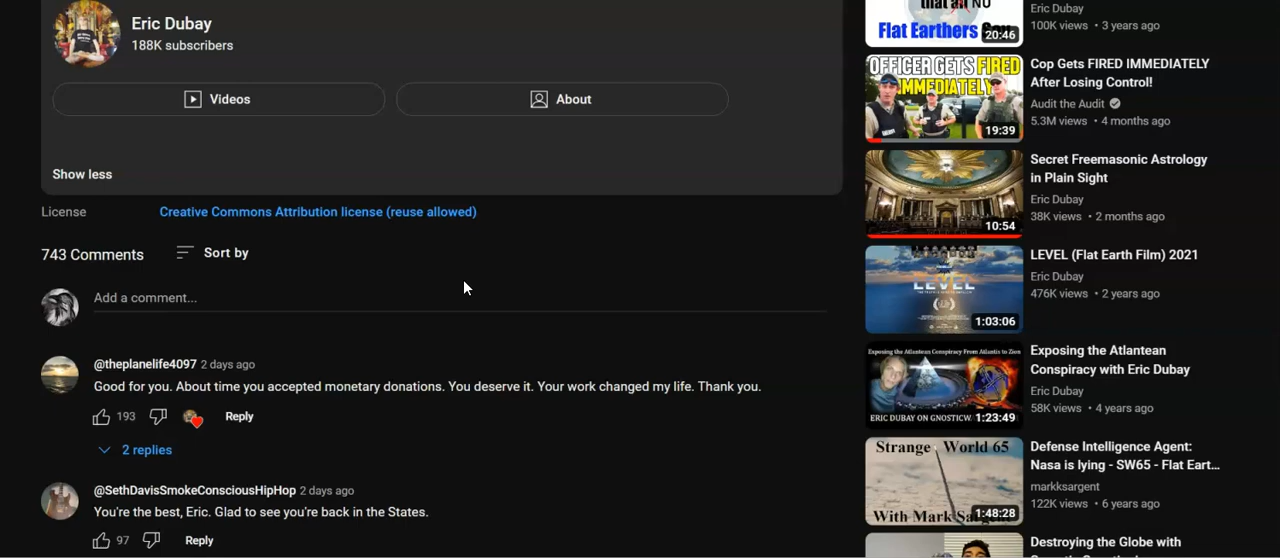 Eric Dubay
188K subscribers
Videos
About
Show less
License
Creative Commons Attribution license (reuse allowed)
743 Comments
Sort by
Add a comment...
@theplanelife4097 2 days ago
Good for you. About time you accepted monetary donations. You deserve it. Your work changed my life. Thank you.
193
Reply
2 replies
@SethDavisSmokeConsciousHipHop 2 days ago
You're the best, Eric. Glad to see you're back in the States.
97
Reply
Flat Earthers
20:46
Eric Dubay
100K views • 3 years ago
OFFICER GETS FIRED
IMMEDIATELY
19:39
Cop Gets FIRED IMMEDIATELY
After Losing Control!
Audit the Audit
5.3M views • 4 months ago
10:54
Secret Freemasonic Astrology
in Plain Sight
Eric Dubay
38K views • 2 months ago
LEVEL
1:03:06
LEVEL (Flat Earth Film) 2021
Eric Dubay
476K views • 2 years ago
Exposing the Atlantean Conspiracy From Atlantis to Zion
ERIC DUBAY ON GNOSTICW
1:23:49
Exposing the Atlantean
Conspiracy with Eric Dubay
Eric Dubay
58K views • 4 years ago
Strange World 65
With Mark Sargent
1:48:28
Defense Intelligence Agent:
Nasa is lying - SW65 - Flat Eart...
markksargent
122K views • 6 years ago
Destroying the Globe with